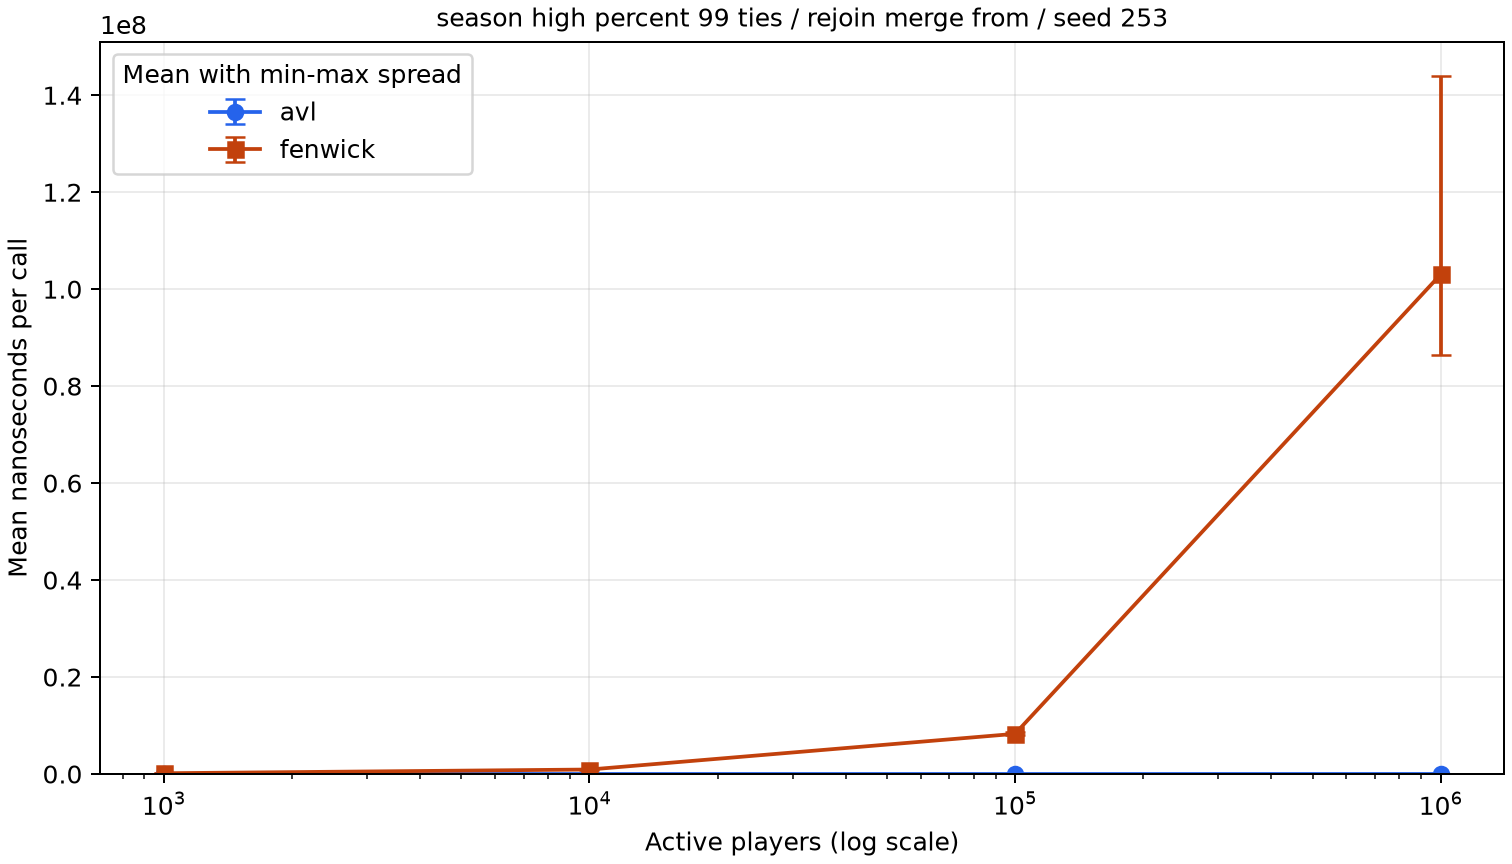 season high percent 99 ties / rejoin merge from / seed 253
1e8
Mean with min-max spread
avl
fenwick
1.4
1.2
1.0
0.8
0.6
0.4
0.2
0.0
Mean nanoseconds per call
10³
10⁴
10⁵
10⁶
Active players (log scale)